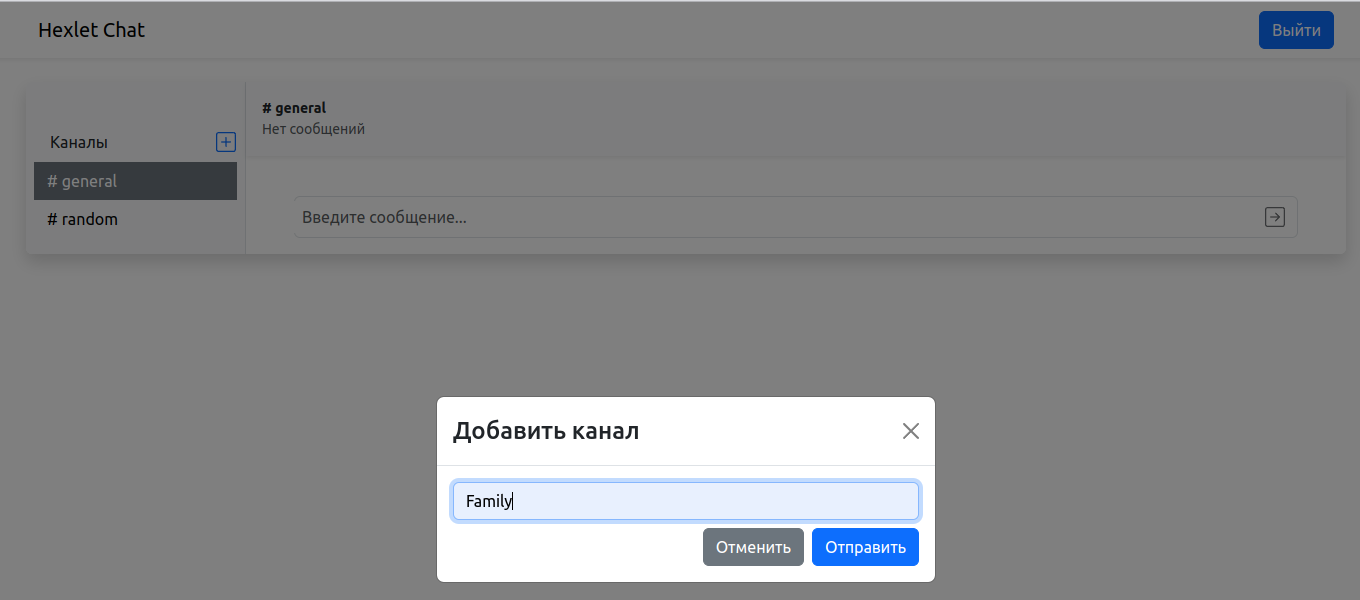 Hexlet Chat
Выйти
Каналы
# general
# random
# general
Нет сообщений
Введите сообщение...
Добавить канал
Family
Отменить
Отправить